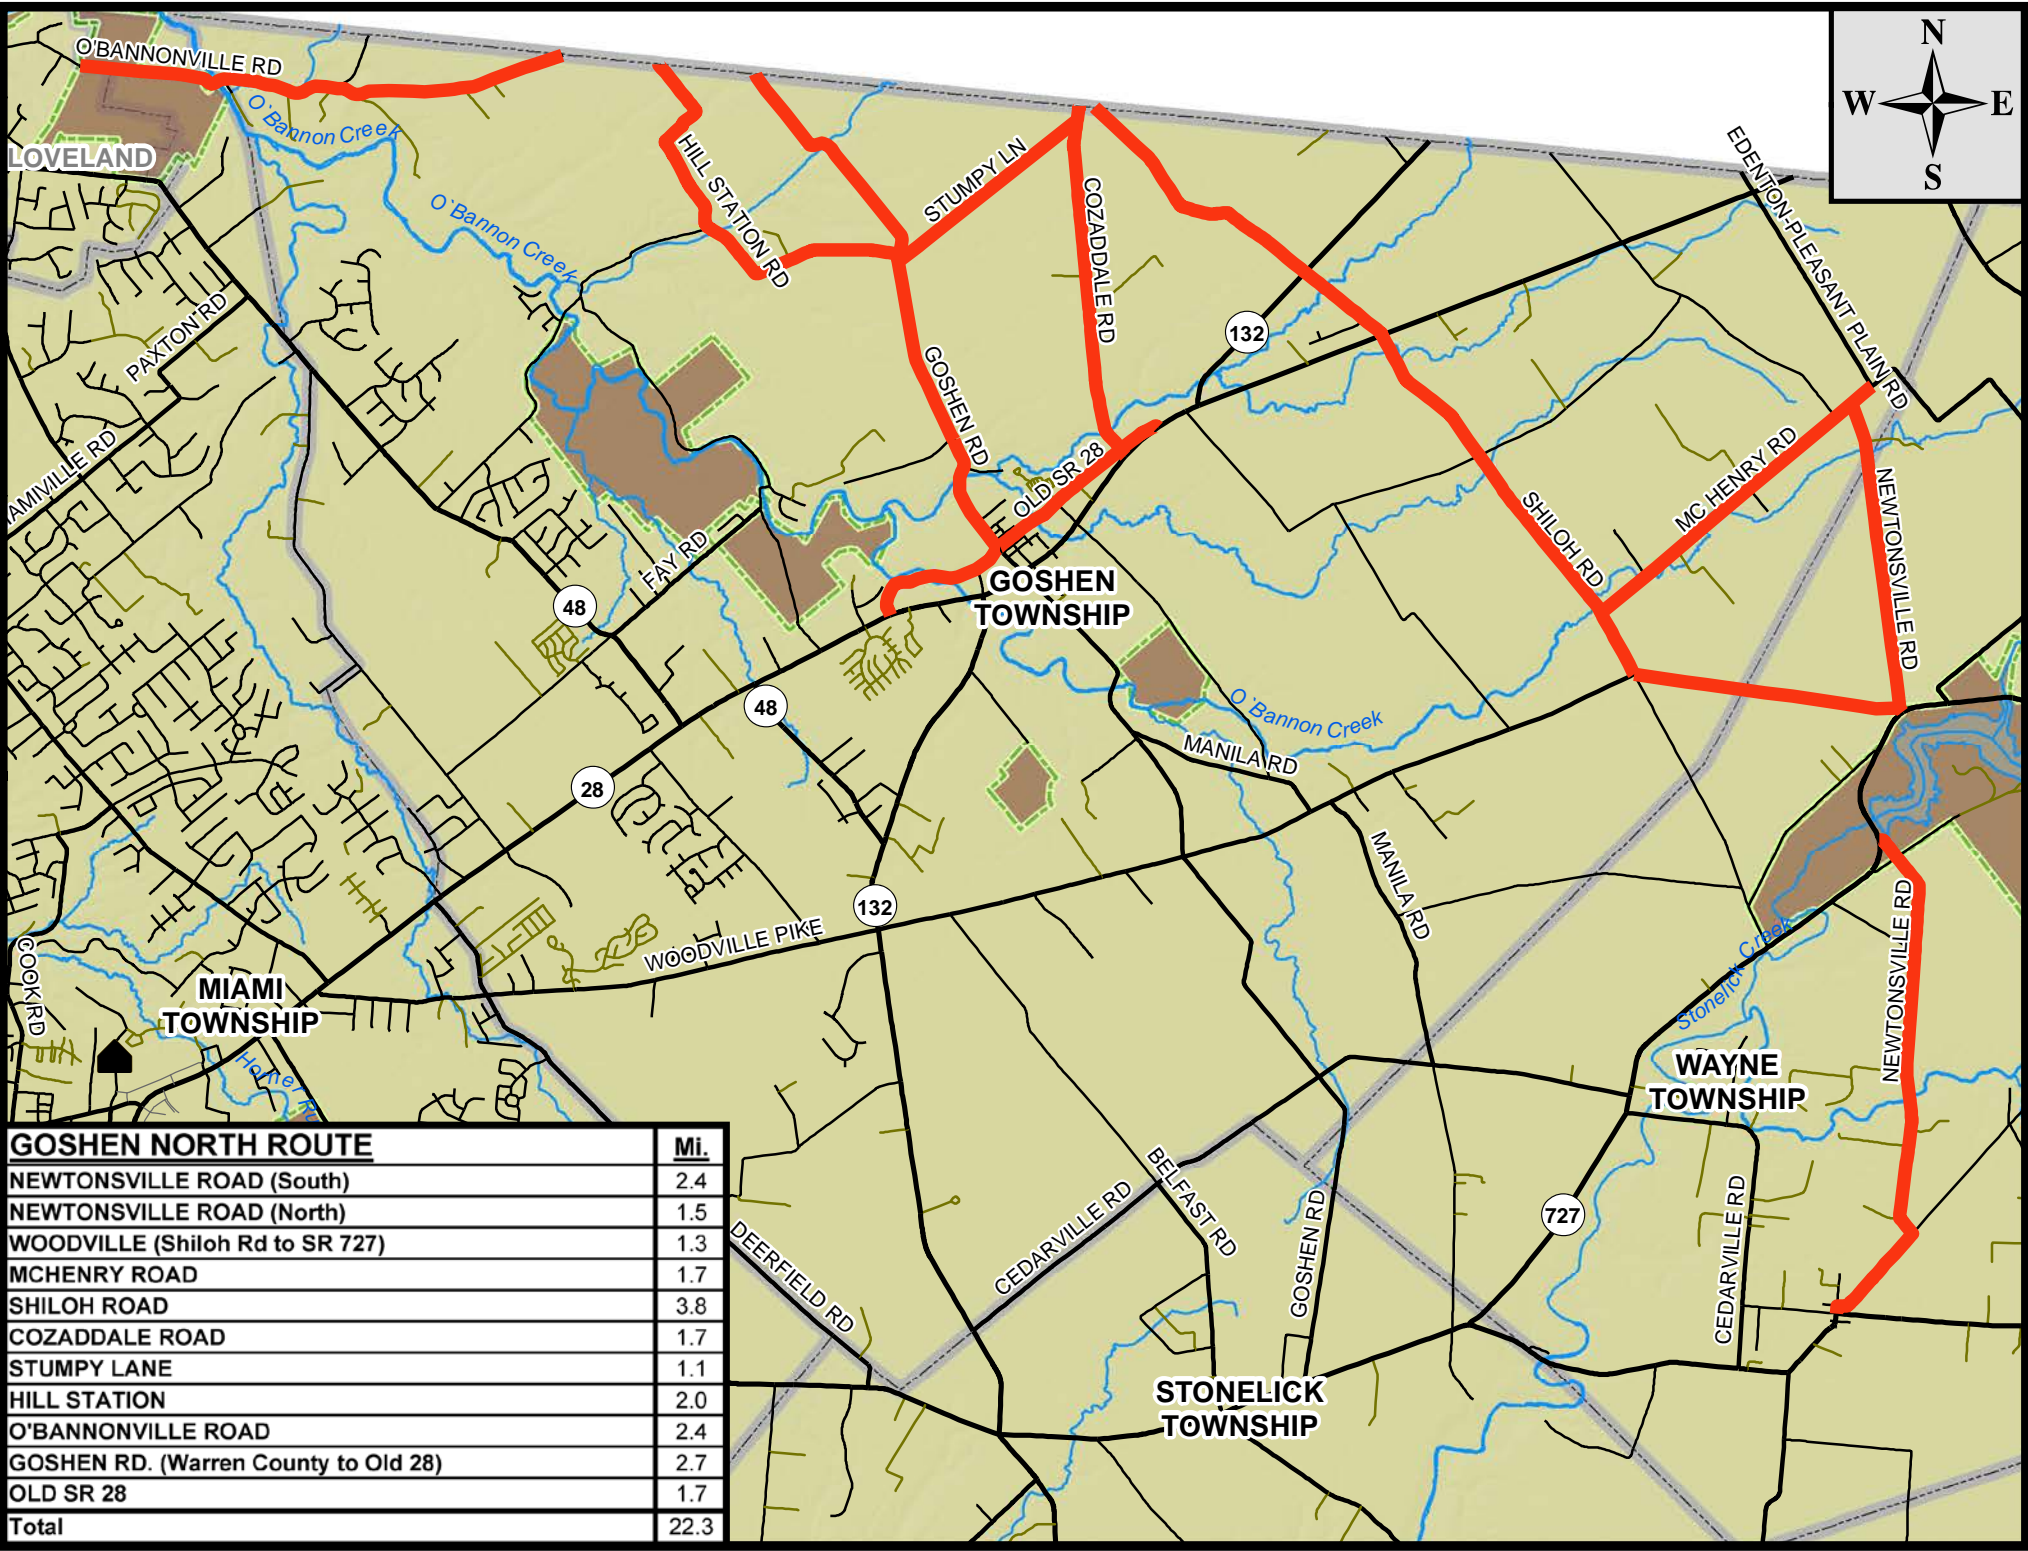 N
W E
S
O'BANNONVILLE RD
O`Bannon Creek
LOVELAND
O`Bannon Creek
HILL STATION RD
STUMPY LN
COZADDALE RD
EDENTON-PLEASANT PLAIN RD
132
PAXTON RD
GOSHEN RD
OLD SR 28
MC HENRY RD
NEWTONSVILLE RD
SHILOH RD
FAY RD
48
GOSHEN
TOWNSHIP
48
O`Bannon Creek
MANILA RD
28
MANILA RD
132
WOODVILLE PIKE
NEWTONSVILLE RD
Stonelick Creek
COOK RD
MIAMI
TOWNSHIP
WAYNE
TOWNSHIP
BELFAST RD
CEDARVILLE RD
GOSHEN RD
727
CEDARVILLE RD
DEERFIELD RD
STONELICK
TOWNSHIP
GOSHEN NORTH ROUTE Mi.
NEWTONSVILLE ROAD (South) 2.4
NEWTONSVILLE ROAD (North) 1.5
WOODVILLE (Shiloh Rd to SR 727) 1.3
MCHENRY ROAD 1.7
SHILOH ROAD 3.8
COZADDALE ROAD 1.7
STUMPY LANE 1.1
HILL STATION 2.0
O'BANNONVILLE ROAD 2.4
GOSHEN RD. (Warren County to Old 28) 2.7
OLD SR 28 1.7
Total 22.3